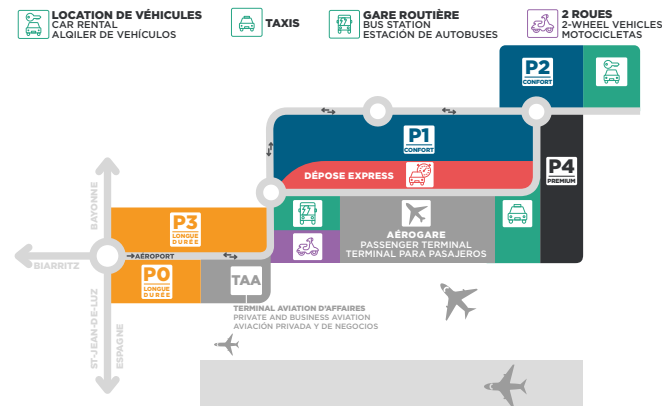 LOCATION DE VÉHICULES
CAR RENTAL
ALQILER DE VEHÍCULOS
TAXIS
GARE ROUTIÈRE
BUS STATION
ESTACIÓN DE AUTOBUSES
2 ROUES
2-WHEEL VEHICLES
MOTOCICLETAS
P2
CONFORT
P1
CONFORT
DÉPOSE EXPRESS
P4
PREMIUM
P3
LONGUE
DURÉE
AÉROGARE
PASSENGER TERMINAL
TERMINAL PARA PASAJEROS
BAYONNE
BIARRITZ
AÉROPORT
P0
LONGUE
DURÉE
TAA
TERMINAL AVIATION D'AFFAIRES
PRIVATE AND BUSINESS AVIATION
AVIACIÓN PRIVADA Y DE NEGOCIOS
ST-JEAN-DE-LUZ
ESPAGNE